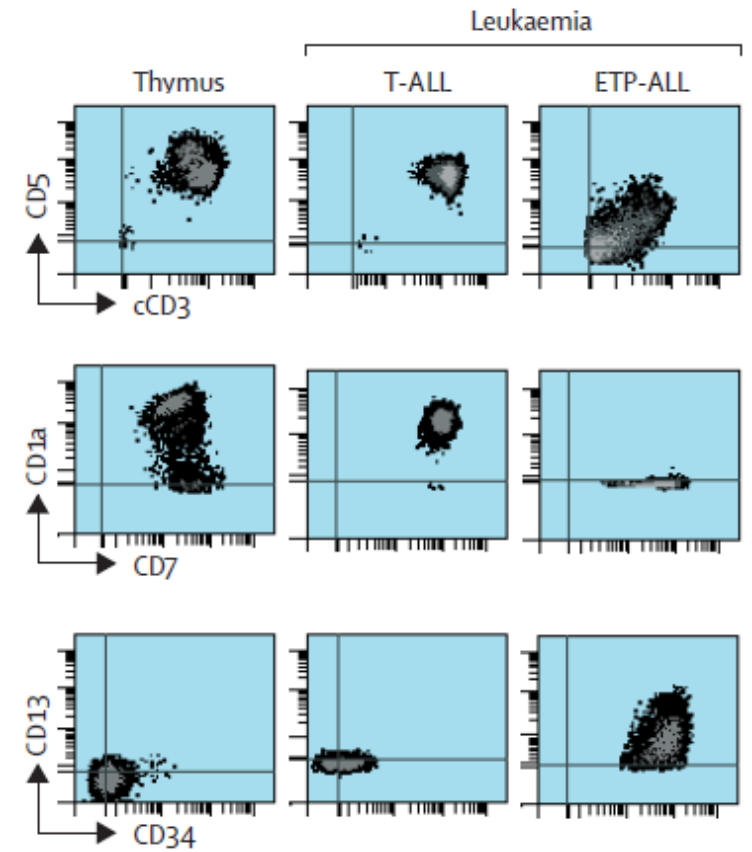 Leukaemia
Thymus
T-ALL
ETP-ALL
CD5
cCD3
CD1a
CD7
CD13
CD34